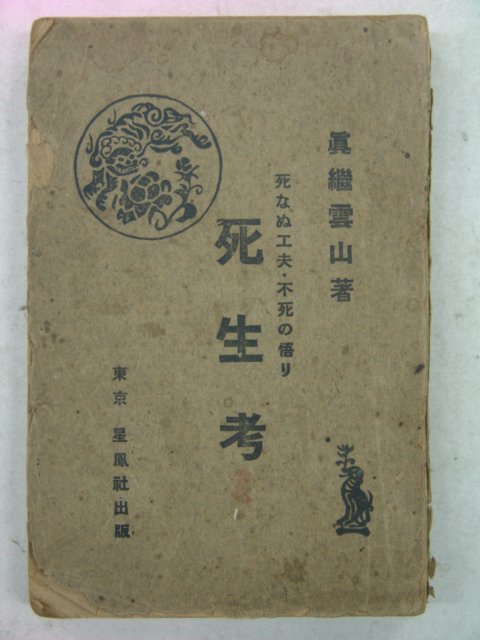 眞繼雲山著
死なぬ工夫・不死の悟り
死生考
東京 星鳳社出版